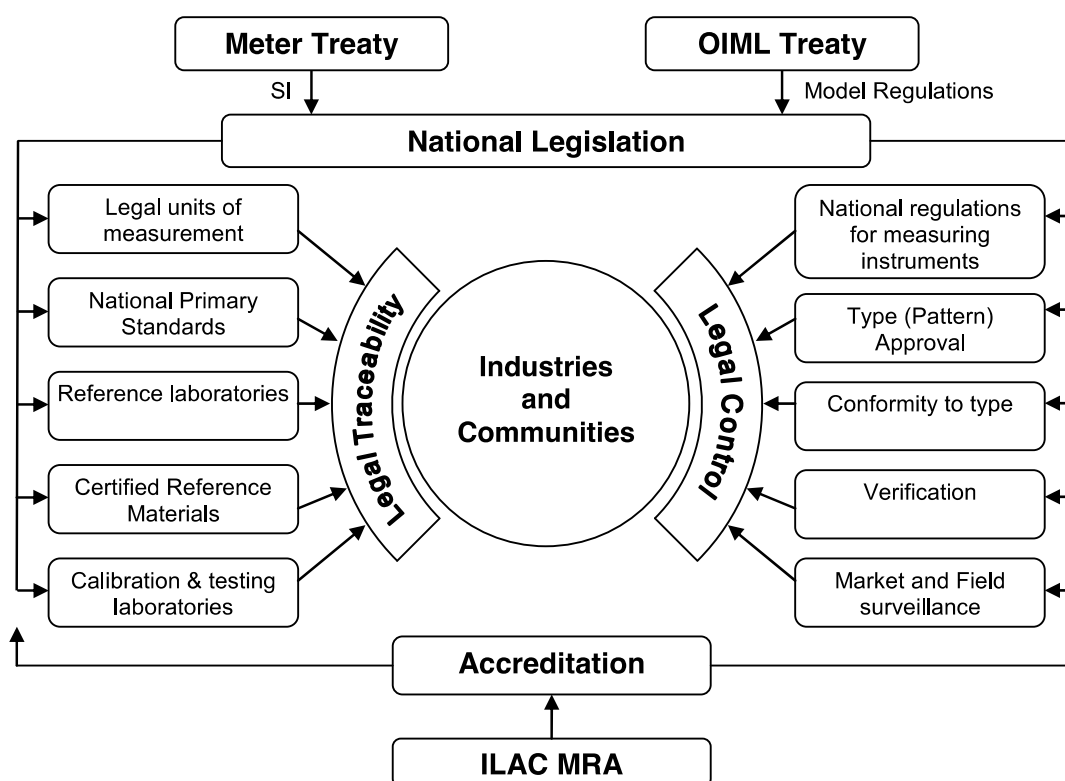 Meter Treaty
OIML Treaty
SI
Model Regulations
National Legislation
Legal units of
measurement
National Primary
Standards
Reference laboratories
Certified Reference
Materials
Calibration & testing
laboratories
Legal Traceability
Industries
and
Communities
Legal Control
National regulations
for measuring
instruments
Type (Pattern)
Approval
Conformity to type
Verification
Market and Field
surveillance
Accreditation
ILAC MRA